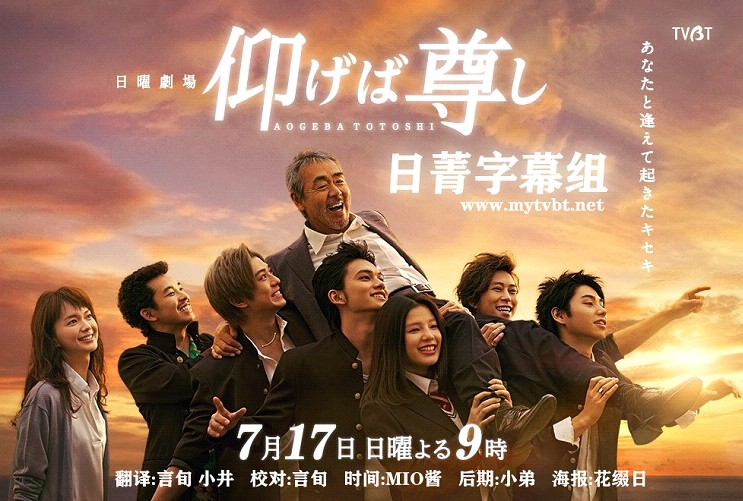 TVBT
日曜劇場
仰げば尊し
AOGEBA TOTOSHI
あなたと逢えて起きたキセキ
日菁字幕组
www.mytvbt.net
7月17日 日曜よる9時
翻译:言旬 小井 校对:言旬 时间:MIO酱 后期:小弟 海报:花缀日